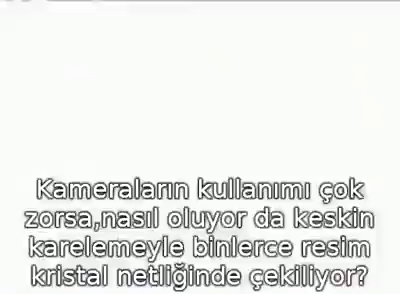 Kameraların kullanımı çok
zorsa,nasıl oluyor da keskin
karelemeyle binlerce resim
kristal netliğinde çekiliyor?